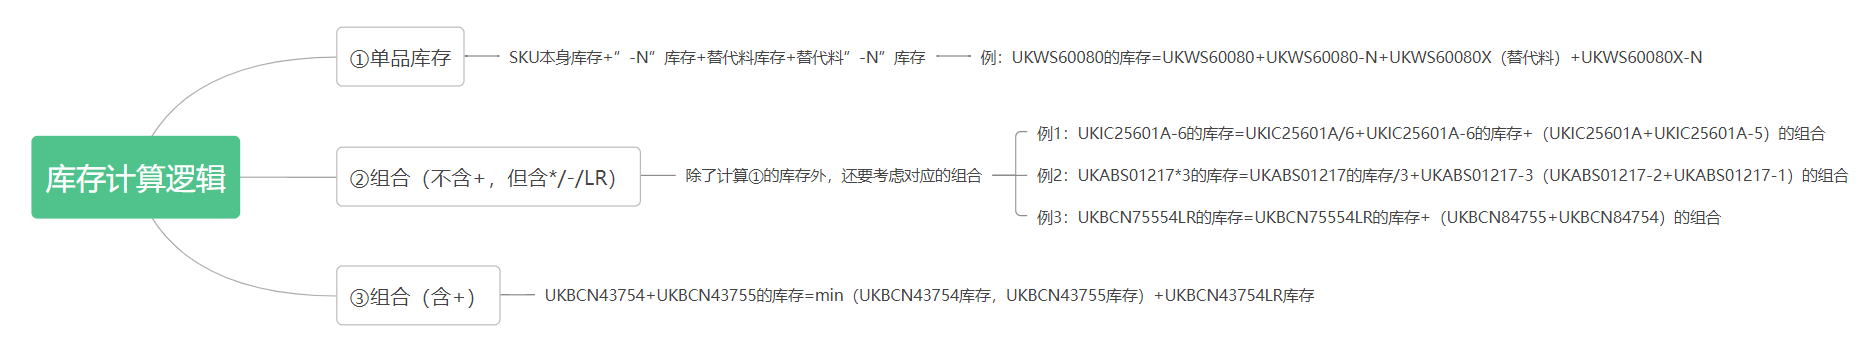 库存计算逻辑
①单品库存
SKU本身库存+”-N”库存+替代料库存+替代料”-N”库存
例：UKWS60080的库存=UKWS60080+UKWS60080-N+UKWS60080X（替代料）+UKWS60080X-N
②组合（不含+，但含*/-/LR）
除了计算①的库存外，还要考虑对应的组合
例1：UKIC25601A-6的库存=UKIC25601A/6+UKIC25601A-6的库存+（UKIC25601A+UKIC25601A-5）的组合
例2：UKABS01217*3的库存=UKABS01217的库存/3+UKABS01217-3（UKABS01217-2+UKABS01217-1）的组合
例3：UKBCN75554LR的库存=UKBCN75554LR的库存+（UKBCN84755+UKBCN84754）的组合
③组合（含+）
UKBCN43754+UKBCN43755的库存=min（UKBCN43754库存，UKBCN43755库存）+UKBCN43754LR库存